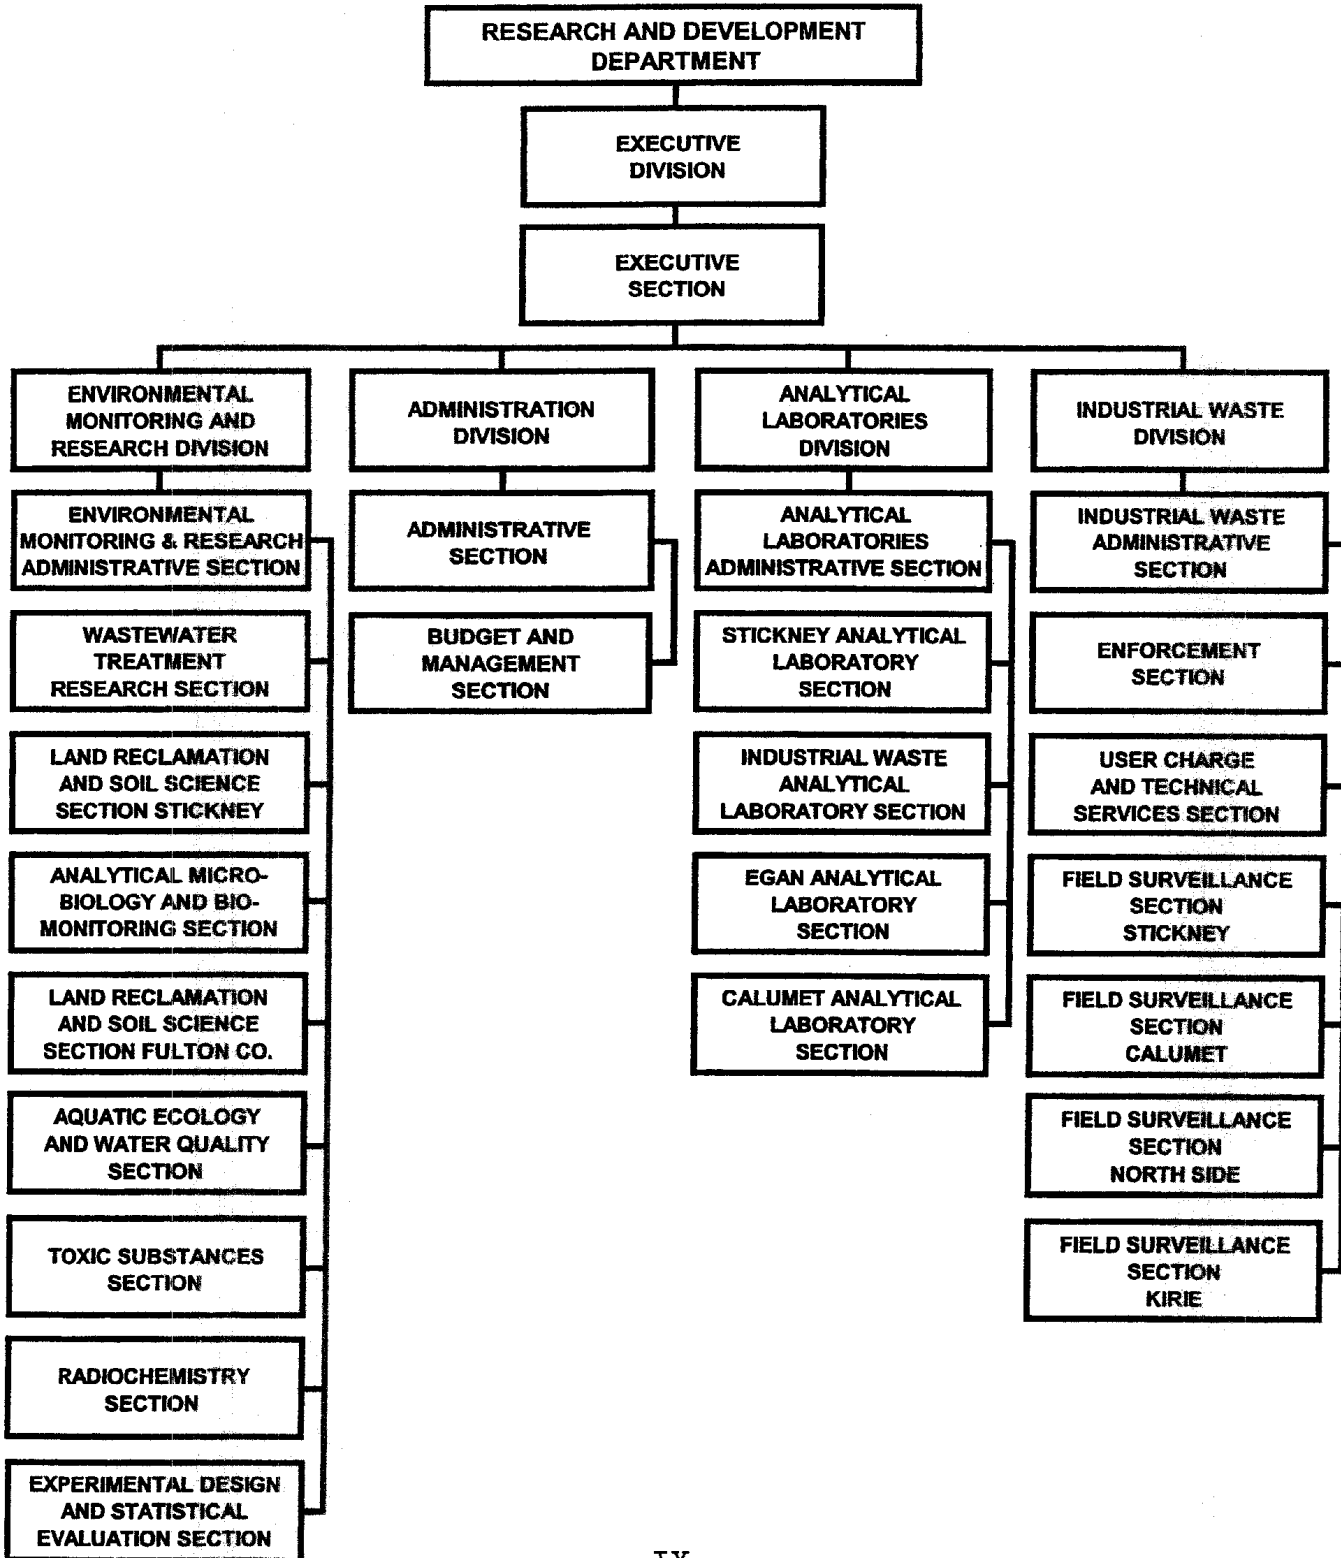 RESEARCH AND DEVELOPMENT
DEPARTMENT
EXECUTIVE
DIVISION
EXECUTIVE
SECTION
ENVIRONMENTAL
MONITORING AND
RESEARCH DIVISION
ADMINISTRATION
DIVISION
ANALYTICAL
LABORATORIES
DIVISION
INDUSTRIAL WASTE
DIVISION
ENVIRONMENTAL
MONITORING & RESEARCH
ADMINISTRATIVE SECTION
ADMINISTRATIVE
SECTION
ANALYTICAL
LABORATORIES
ADMINISTRATIVE SECTION
INDUSTRIAL WASTE
ADMINISTRATIVE
SECTION
WASTEWATER
TREATMENT
RESEARCH SECTION
BUDGET AND
MANAGEMENT
SECTION
STICKNEY ANALYTICAL
LABORATORY
SECTION
ENFORCEMENT
SECTION
LAND RECLAMATION
AND SOIL SCIENCE
SECTION STICKNEY
INDUSTRIAL WASTE
ANALYTICAL
LABORATORY SECTION
USER CHARGE
AND TECHNICAL
SERVICES SECTION
ANALYTICAL MICRO-
BIOLOGY AND BIO-
MONITORING SECTION
EGAN ANALYTICAL
LABORATORY
SECTION
FIELD SURVEILLANCE
SECTION
STICKNEY
LAND RECLAMATION
AND SOIL SCIENCE
SECTION FULTON CO.
CALUMET ANALYTICAL
LABORATORY
SECTION
FIELD SURVEILLANCE
SECTION
CALUMET
AQUATIC ECOLOGY
AND WATER QUALITY
SECTION
FIELD SURVEILLANCE
SECTION
NORTH SIDE
TOXIC SUBSTANCES
SECTION
FIELD SURVEILLANCE
SECTION
KIRIE
RADIOCHEMISTRY
SECTION
EXPERIMENTAL DESIGN
AND STATISTICAL
EVALUATION SECTION
IX